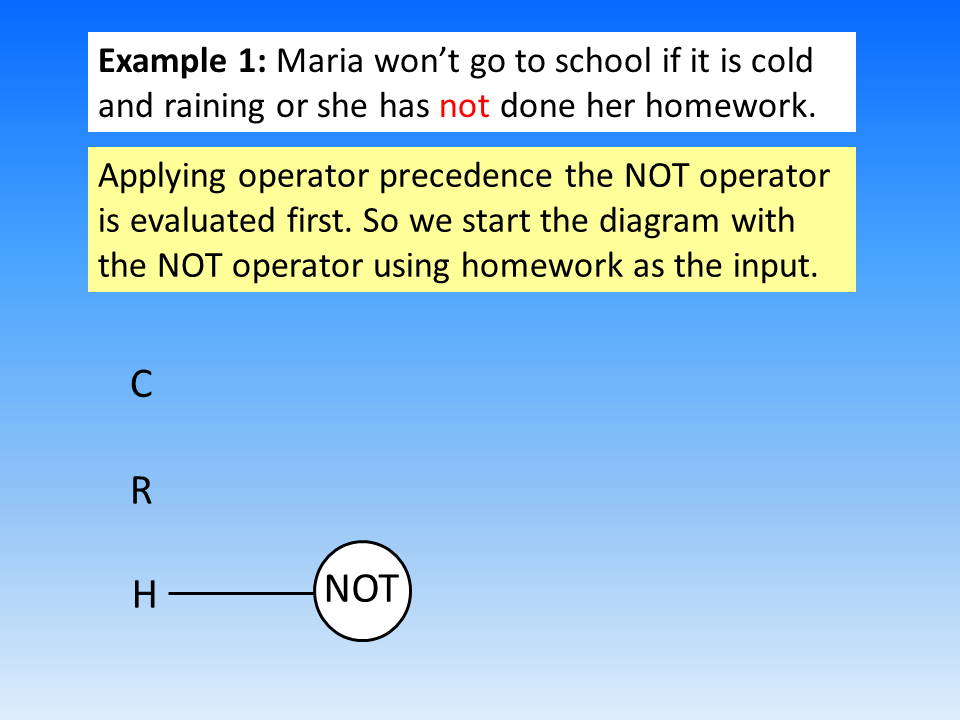 Example 1: Maria won’t go to school if it is cold
and raining or she has not done her homework.
Applying operator precedence the NOT operator
is evaluated first. So we start the diagram with
the NOT operator using homework as the input.
C
R
H NOT